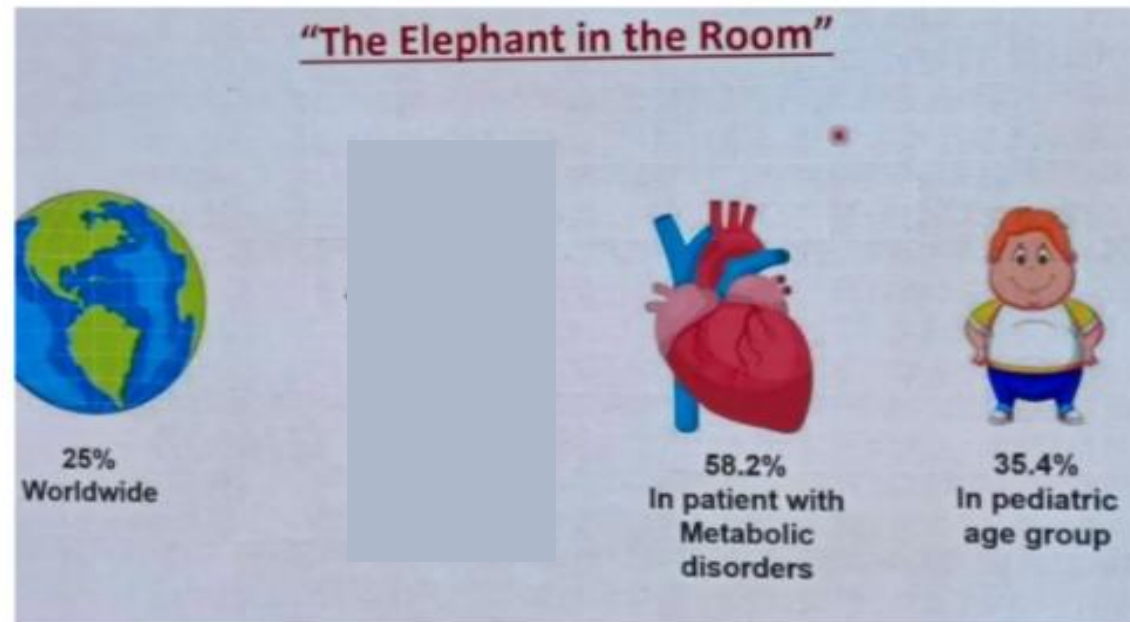 “The Elephant in the Room”
25%
Worldwide
58.2%
In patient with
Metabolic
disorders
35.4%
In pediatric
age group